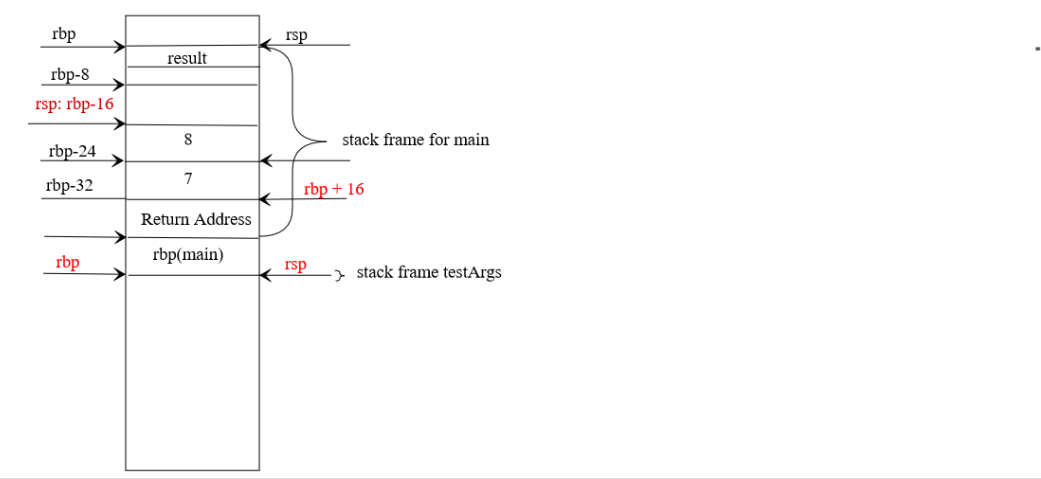 rbp
rsp
result
rbp-8
rsp: rbp-16
8
stack frame for main
rbp-24
7
rbp-32
rbp + 16
Return Address
rbp(main)
rbp
rsp
stack frame testArgs